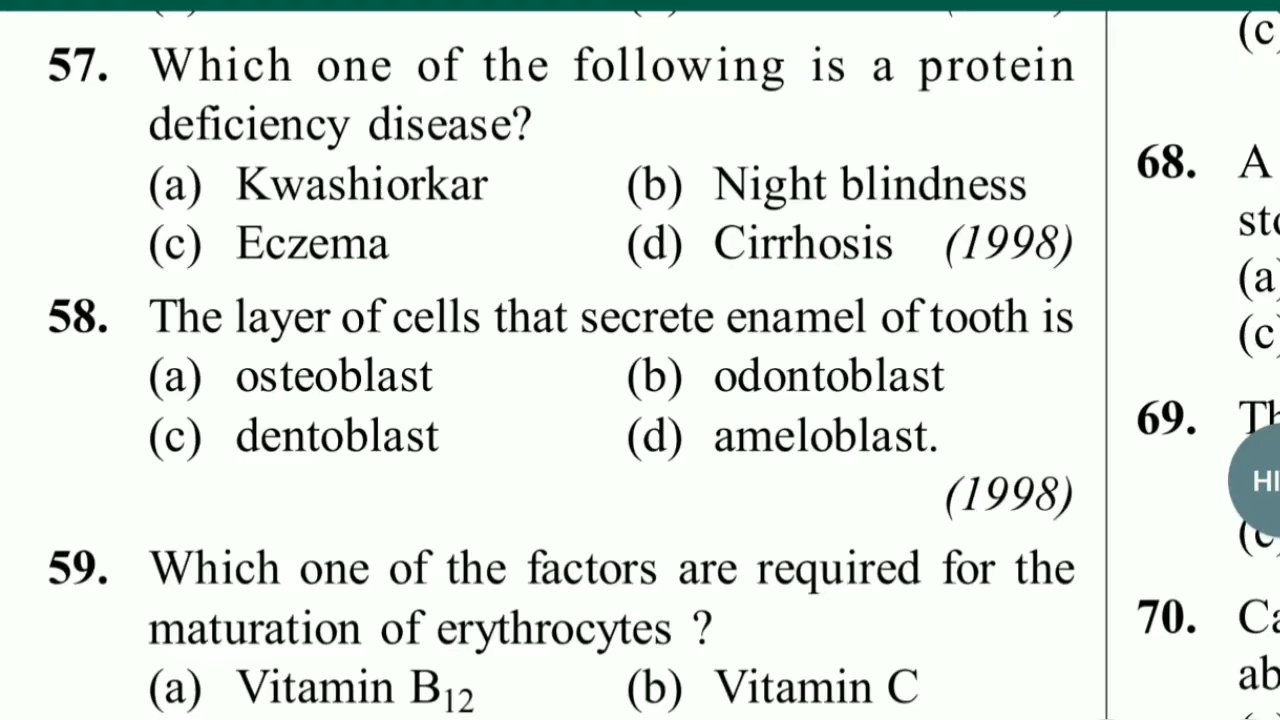 57. Which one of the following is a protein
deficiency disease?
(a) Kwashiorkar (b) Night blindness
(c) Eczema (d) Cirrhosis (1998)
58. The layer of cells that secrete enamel of tooth is
(a) osteoblast (b) odontoblast
(c) dentoblast (d) ameloblast.
(1998)
59. Which one of the factors are required for the
maturation of erythrocytes ?
(a) Vitamin B₁₂ (b) Vitamin C
(c
68. A
(a
(c
69.
70.
ab
HI